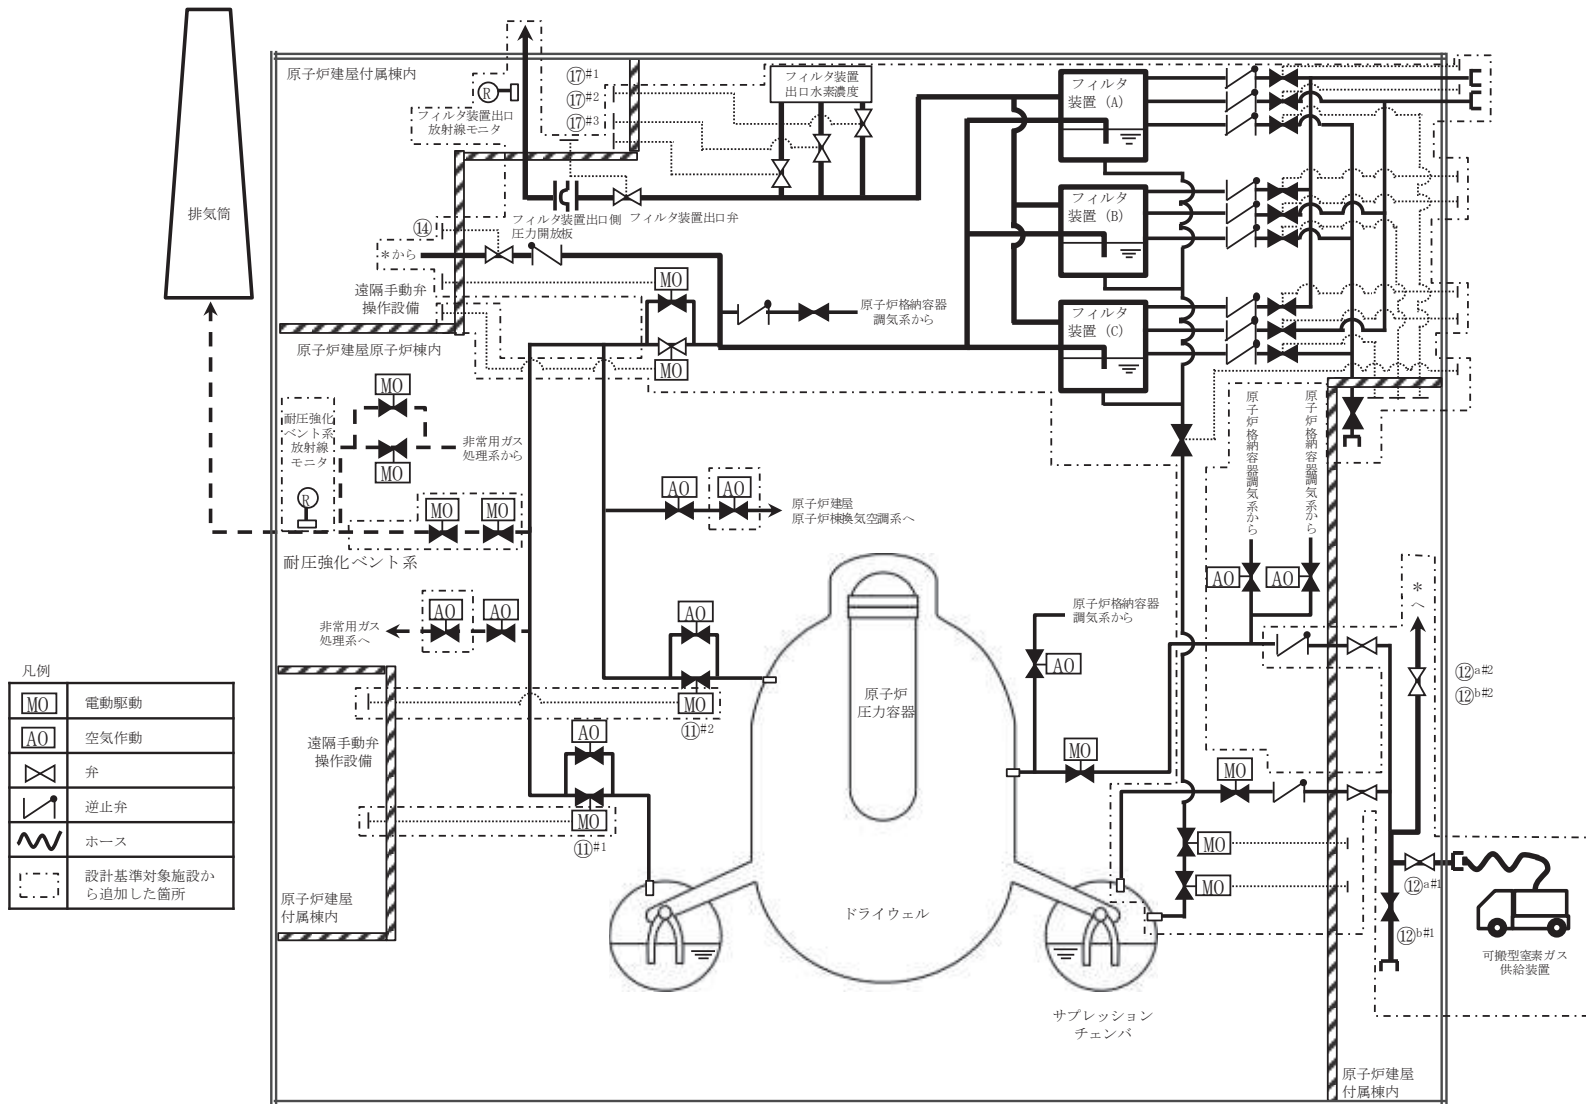 原子炉建屋付属棟内
R
フィルタ装置出口
放射線モニタ
⑰#1
⑰#2
⑰#3
フィルタ装置
出口水素濃度
フィルタ
装置 (A)
フィルタ
装置 (B)
フィルタ
装置 (C)
排気筒
⑭
*から
フィルタ装置出口側
圧力開放板
フィルタ装置出口弁
遠隔手動弁
操作設備
MO
MO
原子炉格納容器
調気系から
原子炉建屋原子炉棟内
MO
MO
耐圧強化
ベント系
放射線
モニタ
R
非常用ガス
処理系から
MO
MO
耐圧強化ベント系
AO
AO
原子炉建屋
原子炉棟換気空調系へ
原子炉格納容器調気系から
原子炉格納容器調気系から
AO
AO
AO
AO
非常用ガス
処理系へ
AO
MO
⑪#2
原子炉格納容器
調気系から
AO
原子炉
圧力容器
*へ
⑫a#2
⑫b#2
遠隔手動弁
操作設備
AO
MO
⑪#1
MO
MO
MO
MO
⑫a#1
⑫b#1
可搬型窒素ガス
供給装置
原子炉建屋
付属棟内
ドライウェル
サプレッション
チェンバ
原子炉建屋
付属棟内
凡例
MO
電動駆動
AO
空気作動
弁
逆止弁
ホース
設計基準対象施設か
ら追加した箇所